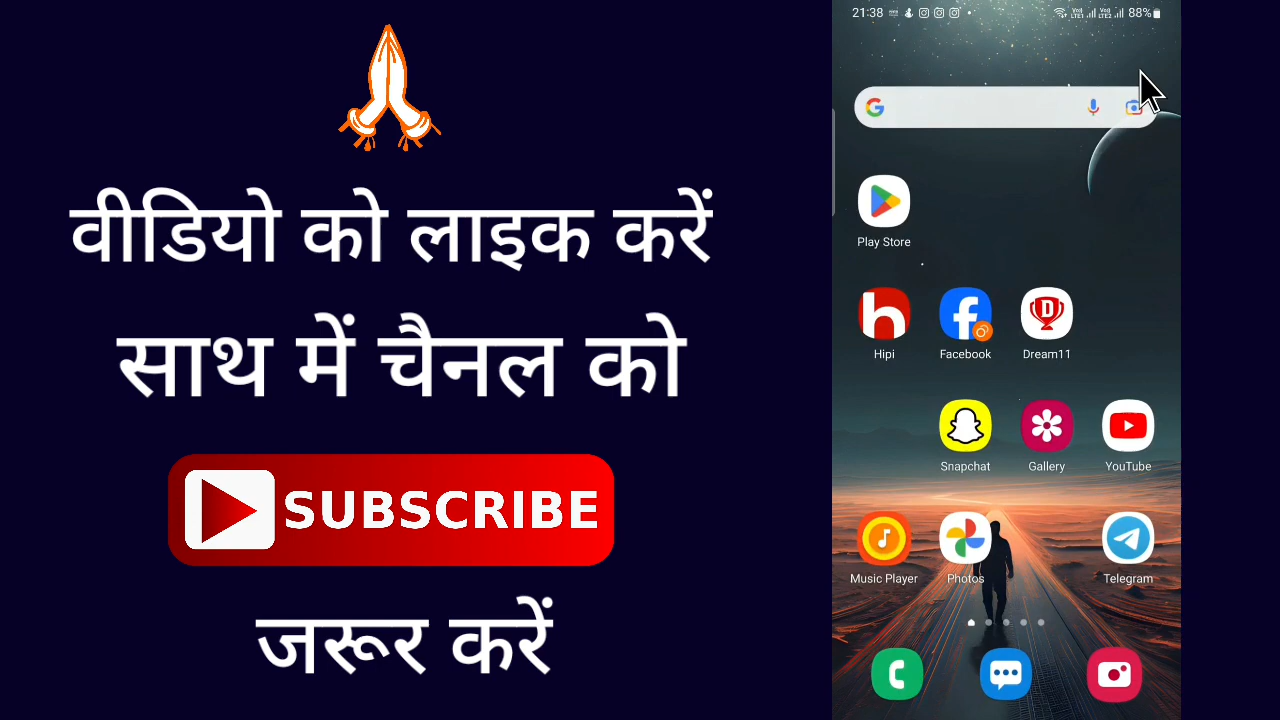 वीडियो को लाइक करें
साथ में चैनल को
SUBSCRIBE
जरूर करें
21:38 88%
Play Store
Hipi Facebook Dream11
Snapchat Gallery YouTube
Music Player Photos Telegram